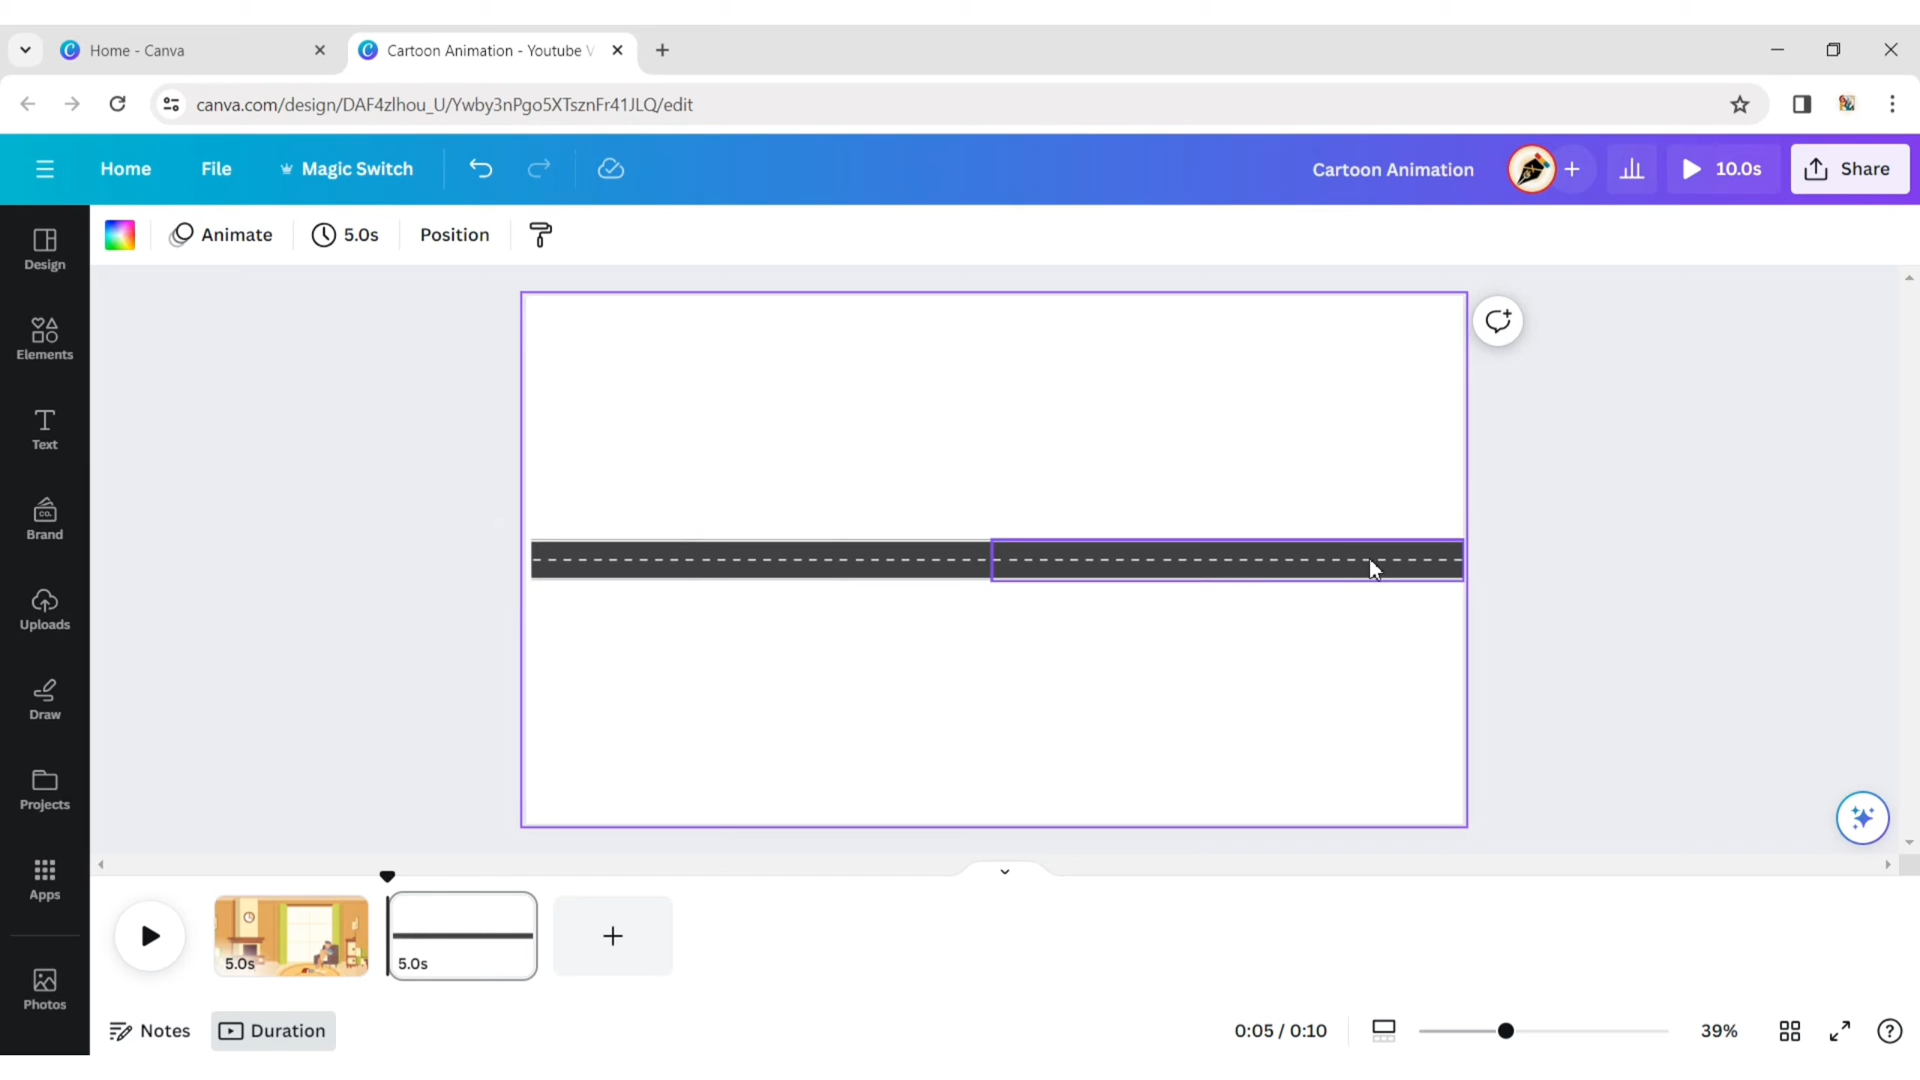 Home - Canva
Cartoon Animation - Youtube V
canva.com/design/DAF4zlhou_U/Ywby3nPgo5XTsznFr41JLQ/edit
Home
File
Magic Switch
Cartoon Animation
10.0s
Share
Animate
5.0s
Position
Design
Elements
Text
CO.
Brand
Uploads
Draw
Projects
Apps
Photos
5.0s
5.0s
Notes
Duration
0:05 / 0:10
39%